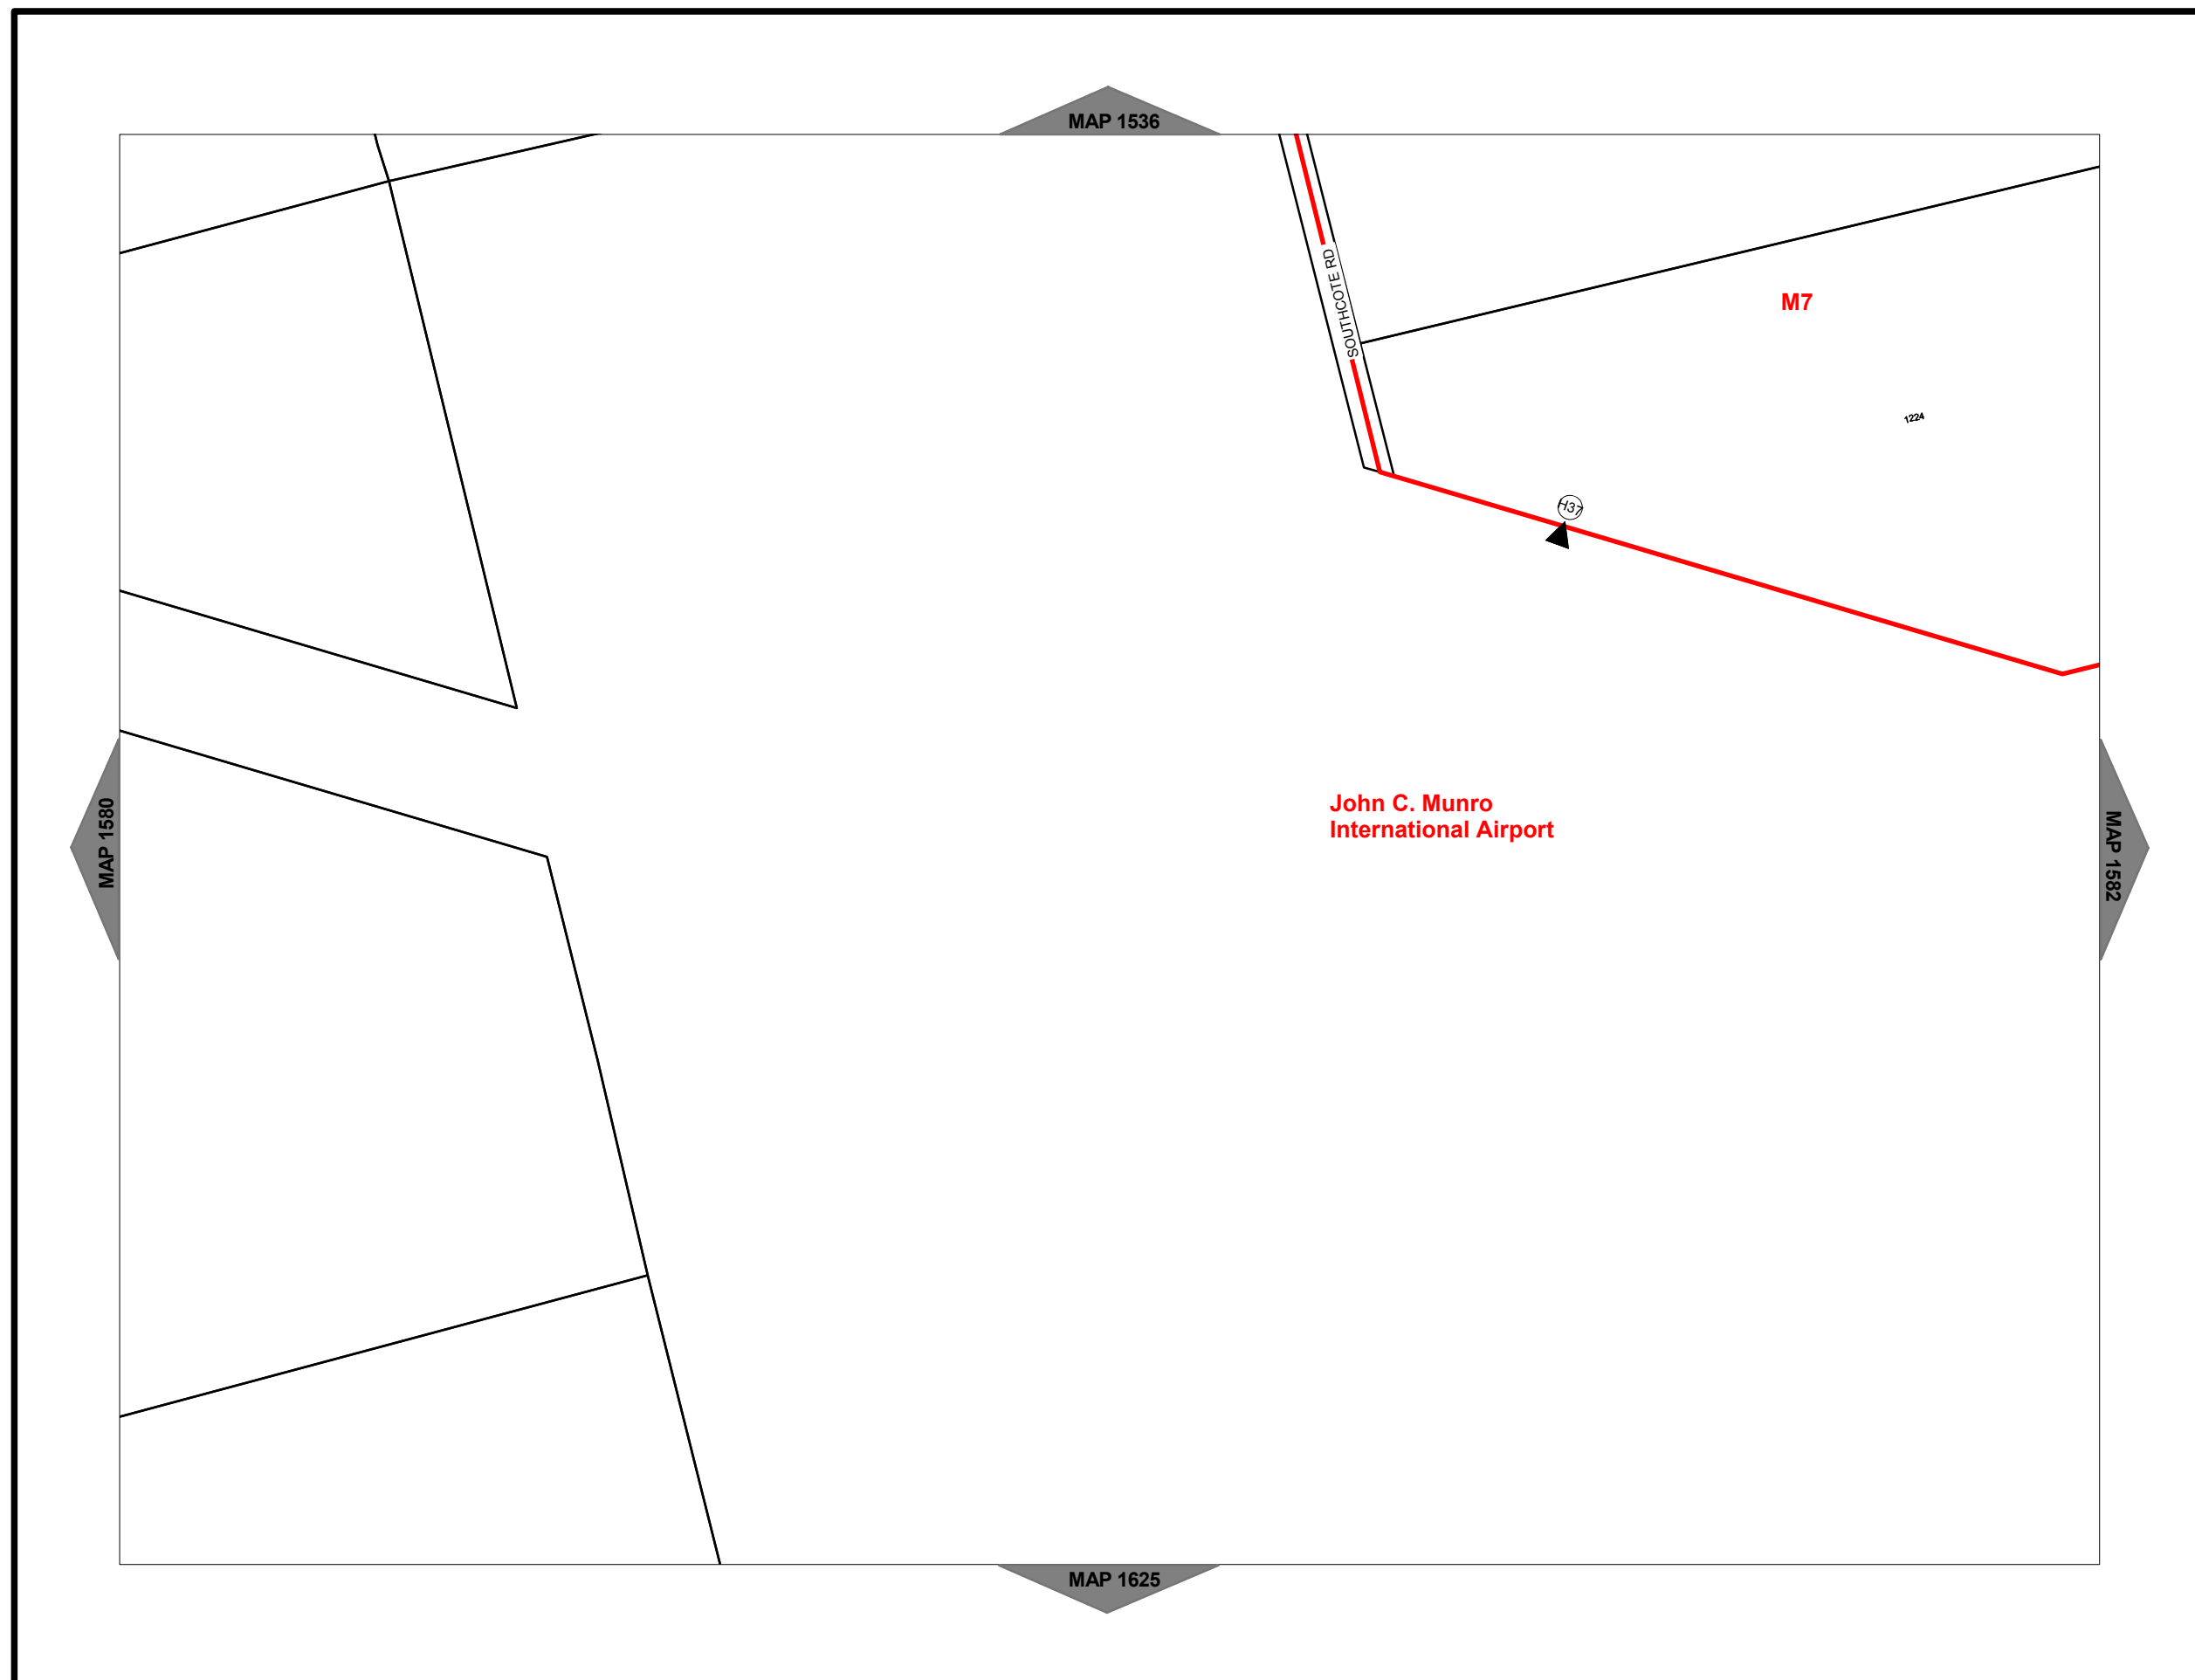 MAP 1536
SOUTHCOTE RD
M7
1224
H37
John C. Munro
International Airport
MAP 1580
MAP 1582
MAP 1625